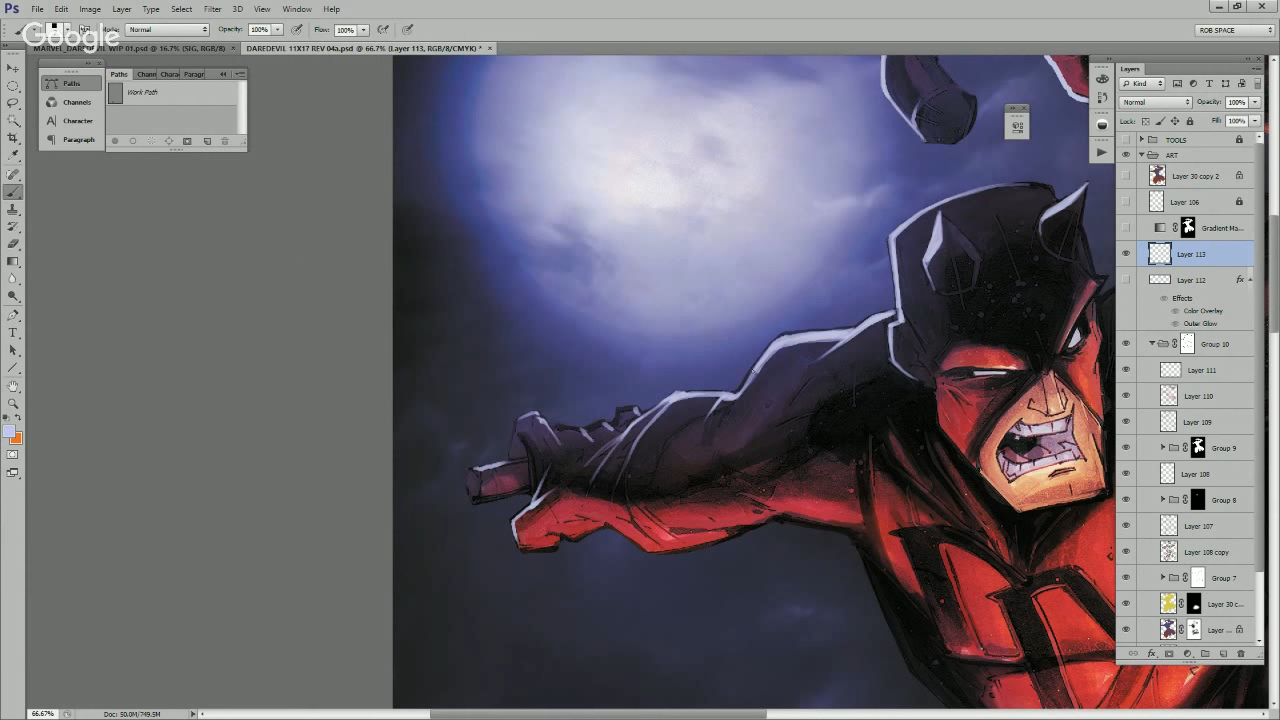 Ps File Edit Image Layer Type Select Filter 3D View Window Help
Google
Mode: Normal Opacity: 100% Flow: 100% ROB SPACE
MARVEL_DAREDEVIL WIP 01.psd @ 16.7% (SIG, RGB/8) × DAREDEVIL 11X17 REV 04a.psd @ 66.7% (Layer 113, RGB/8/CMYK) * ×
Paths
Channels
Character
Paragraph
Paths Chann Chara Paragr
Work Path
Layers
Kind
Normal Opacity: 100%
Lock: Fill: 100%
TOOLS
ART
Layer 30 copy 2
Layer 106
Gradient Ma...
Layer 113
Layer 112 fx
Effects
Color Overlay
Outer Glow
Group 10
Layer 111
Layer 110
Layer 109
Group 9
Layer 108
Group 8
Layer 107
Layer 108 copy
Group 7
Layer 30 c...
Layer ...
66.67% Doc: 50.0M/749.5M